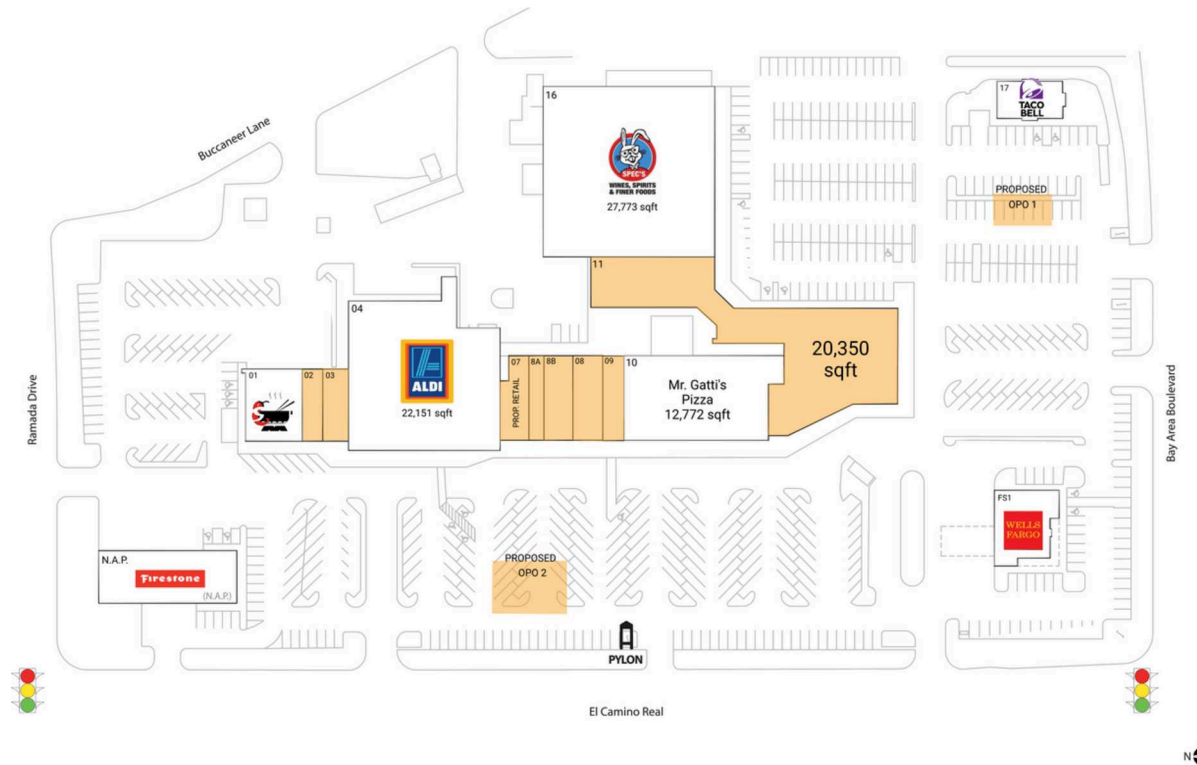 16
SPEC'S
WINES, SPIRITS
& FINER FOODS
27,773 sqft
17
TACO
BELL
Buccaneer Lane
PROPOSED
OPO 1
11
04
ALDI
22,151 sqft
01
02
03
07
PROP. RETAIL
8A
8B
08
09
10
Mr. Gatti's
Pizza
12,772 sqft
20,350
sqft
Ramada Drive
Bay Area Boulevard
FS1
WELLS
FARGO
N.A.P.
Firestone
(N.A.P.)
PROPOSED
OPO 2
PYLON
El Camino Real
N